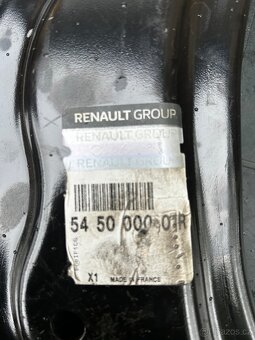 RENAULT GROUP
RENAULT GROUP
54 50 000 01R
X1 MADE IN FRANCE